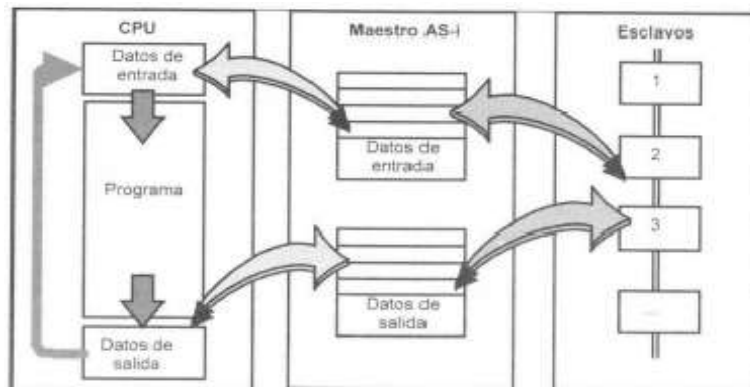 CPU
Datos de
entrada
Programa
Datos de
salida
Maestro AS-i
Datos de
entrada
Datos de
salida
Esclavos
1
2
3